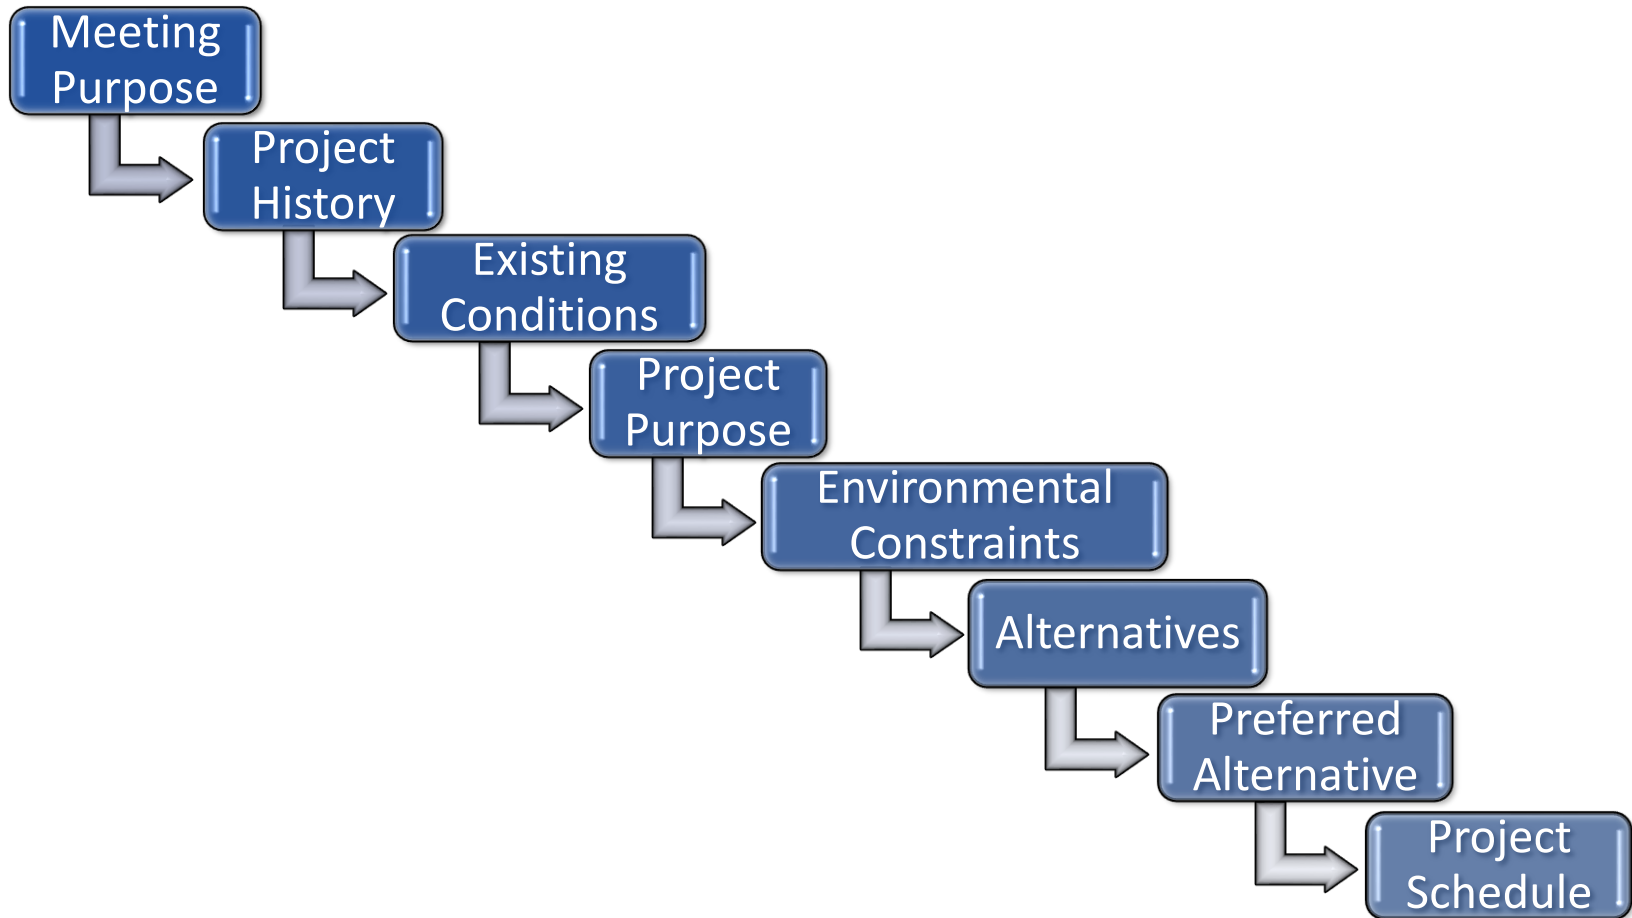 Meeting
Purpose
Project
History
Existing
Conditions
Project
Purpose
Environmental
Constraints
Alternatives
Preferred
Alternative
Project
Schedule